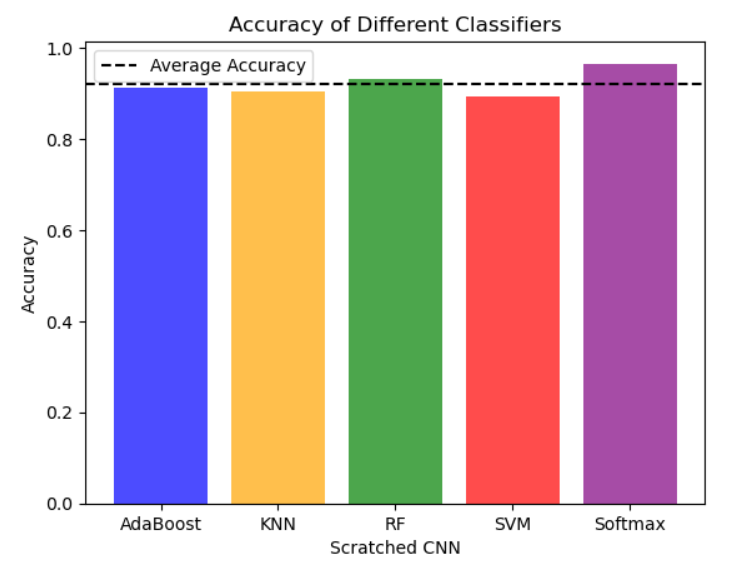 Accuracy of Different Classifiers
Average Accuracy
1.0
0.8
0.6
0.4
0.2
0.0
Accuracy
AdaBoost KNN RF SVM Softmax
Scratched CNN